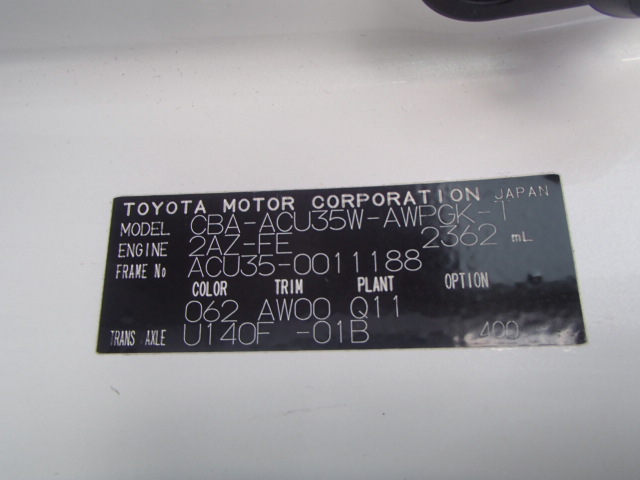 TOYOTA MOTOR CORPORATION JAPAN
MODEL CBA-ACU35W-AWPGK-T
ENGINE 2AZ-FE 2362 mL
FRAME No ACU35-0011188
COLOR TRIM PLANT OPTION
062 AW00 Q11
TRANS AXLE U140F -01B 400